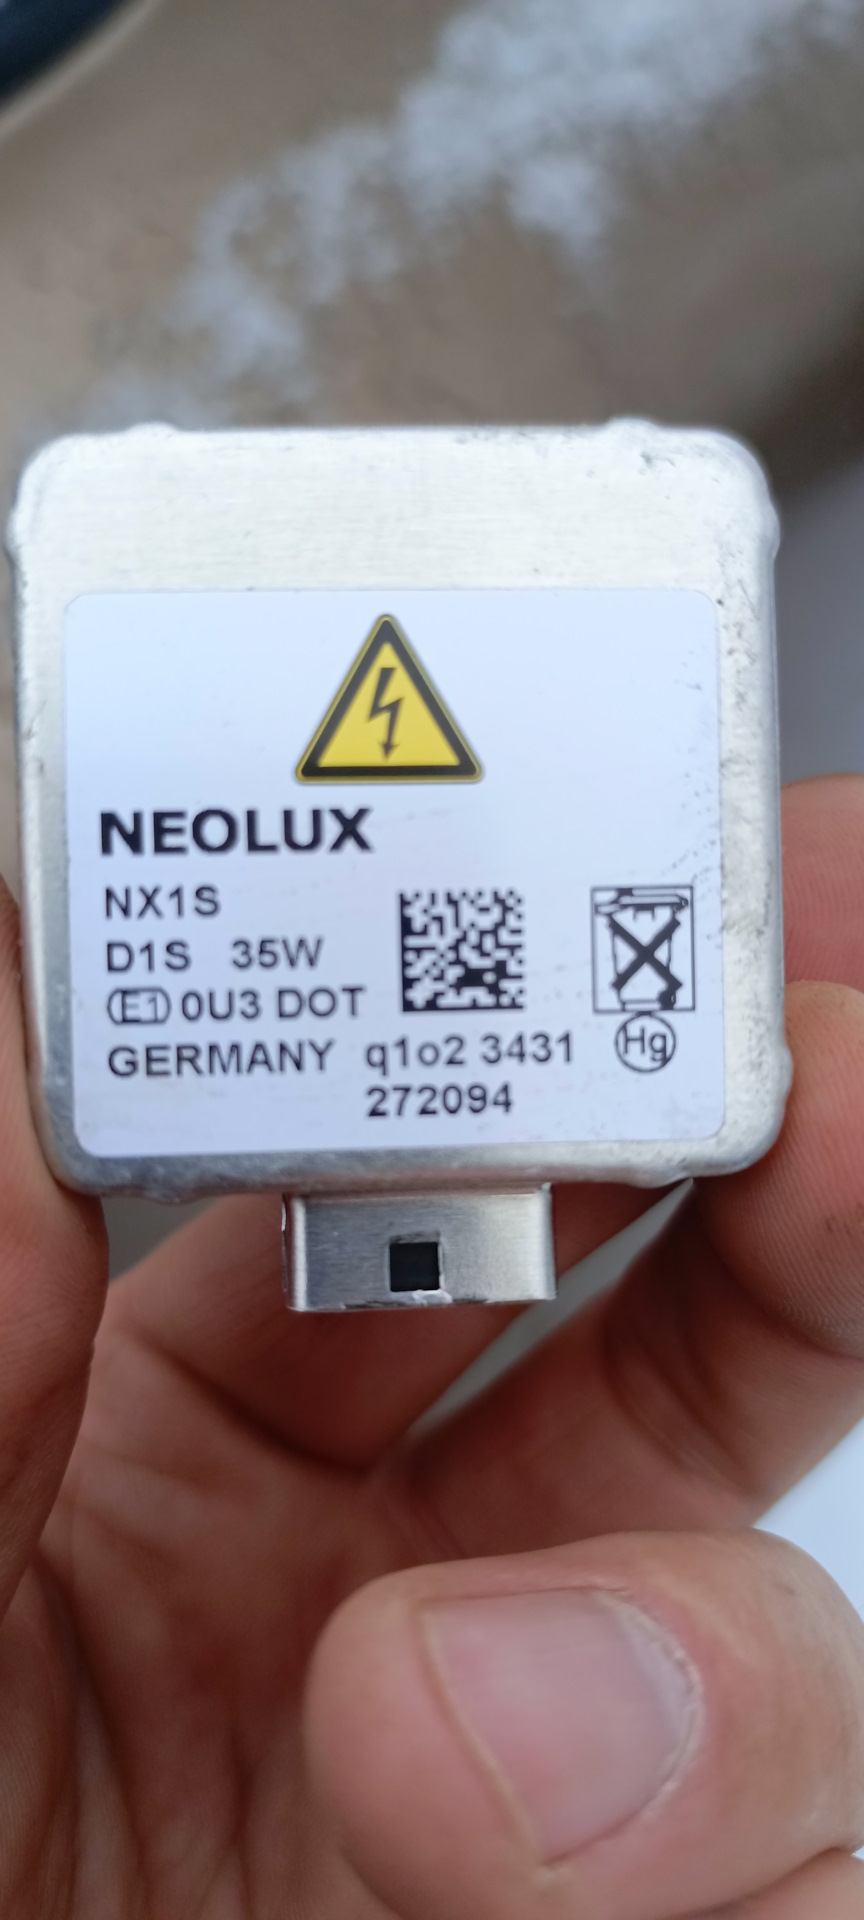 NEOLUX
NX1S
D1S 35W
E1 0U3 DOT
GERMANY q1o2 3431
272094
Hg